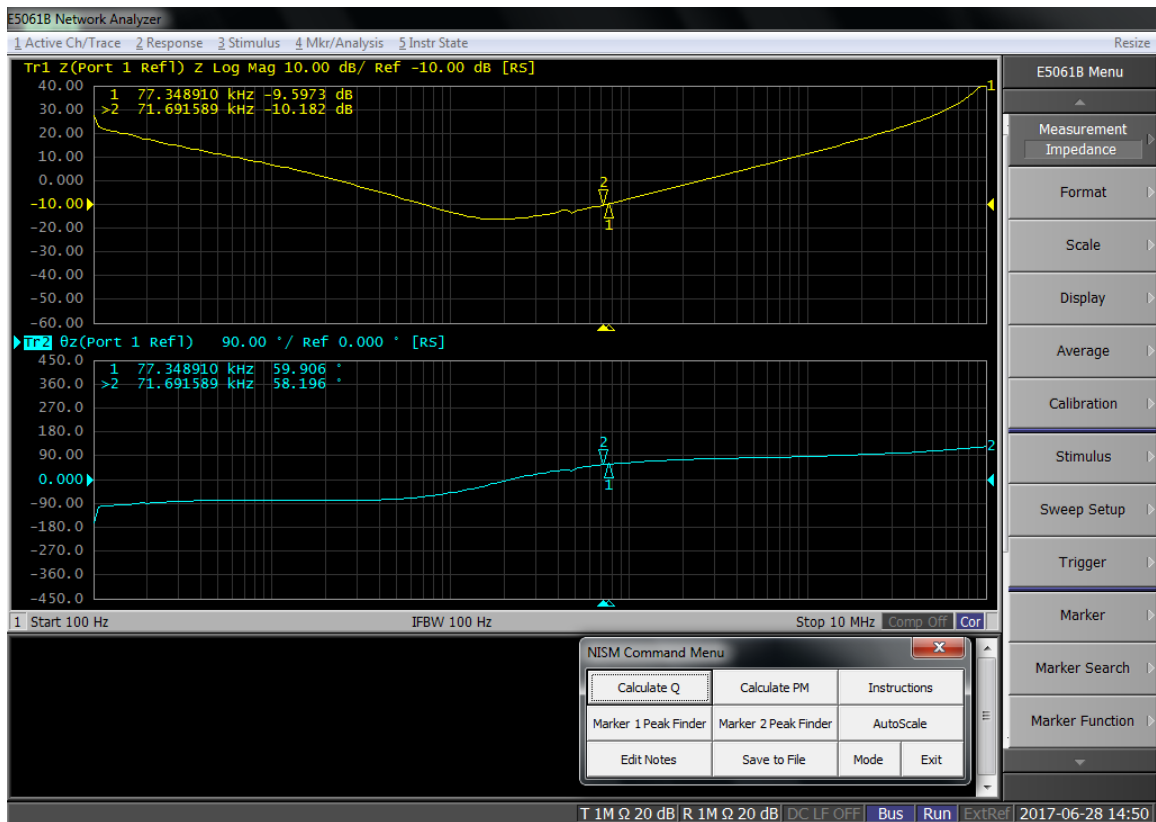 E5061B Network Analyzer
1 Active Ch/Trace 2 Response 3 Stimulus 4 Mkr/Analysis 5 Instr State Resize
Tr1 Z(Port 1 Refl) Z Log Mag 10.00 dB/ Ref -10.00 dB [RS]
40.00
1 77.348910 kHz -9.5973 dB
30.00
>2 71.691589 kHz -10.182 dB
20.00
10.00
0.000
-10.00
-20.00
-30.00
-40.00
-50.00
-60.00
1
2
1
Tr2 θz(Port 1 Refl) 90.00 °/ Ref 0.000 ° [RS]
450.0
1 77.348910 kHz 59.906 °
360.0
>2 71.691589 kHz 58.196 °
270.0
180.0
90.00
0.000
-90.00
-180.0
-270.0
-360.0
-450.0
2
2
1
1 Start 100 Hz IFBW 100 Hz Stop 10 MHz Comp Off Cor
NISM Command Menu
Calculate Q Calculate PM Instructions
Marker 1 Peak Finder Marker 2 Peak Finder AutoScale
Edit Notes Save to File Mode Exit
E5061B Menu
Measurement
Impedance
Format
Scale
Display
Average
Calibration
Stimulus
Sweep Setup
Trigger
Marker
Marker Search
Marker Function
T 1M Ω 20 dB R 1M Ω 20 dB DC LF OFF Bus Run ExtRef 2017-06-28 14:50